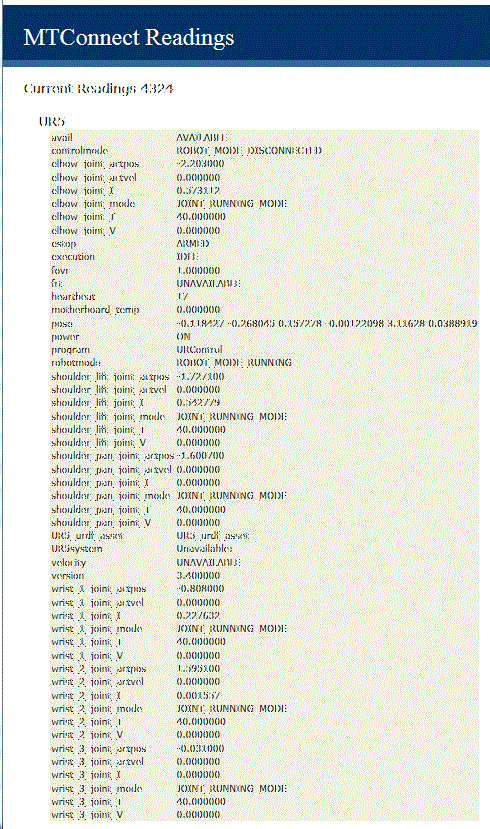 MTConnect Readings
Current Readings 4324
UR5
avail AVAILABLE
controlmode ROBOT_MODE_DISCONNECTED
elbow_joint_actpos -2.203000
elbow_joint_actvel 0.000000
elbow_joint_I 0.573112
elbow_joint_mode JOINT_RUNNING_MODE
elbow_joint_T 40.000000
elbow_joint_V 0.000000
estop ARMED
execution IDLE
fovr 1.000000
frc UNAVAILABLE
heartbeat 17
motherboard_temp 0.000000
pose -0.118427 -0.268045 0.157278 -0.00122098 3.11628 0.0388919
power ON
program URControl
robotmode ROBOT_MODE_RUNNING
shoulder_lift_joint_actpos -1.727100
shoulder_lift_joint_actvel 0.000000
shoulder_lift_joint_I 0.542779
shoulder_lift_joint_mode JOINT_RUNNING_MODE
shoulder_lift_joint_T 40.000000
shoulder_lift_joint_V 0.000000
shoulder_pan_joint_actpos -1.600700
shoulder_pan_joint_actvel 0.000000
shoulder_pan_joint_I 0.000000
shoulder_pan_joint_mode JOINT_RUNNING_MODE
shoulder_pan_joint_T 40.000000
shoulder_pan_joint_V 0.000000
UR5_urdf_asset UR5_urdf_asset
UR5system Unavailable:
velocity UNAVAILABLE
version 3.400000
wrist_1_joint_actpos -0.808000
wrist_1_joint_actvel 0.000000
wrist_1_joint_I 0.227632
wrist_1_joint_mode JOINT_RUNNING_MODE
wrist_1_joint_T 40.000000
wrist_1_joint_V 0.000000
wrist_2_joint_actpos 1.595100
wrist_2_joint_actvel 0.000000
wrist_2_joint_I 0.001557
wrist_2_joint_mode JOINT_RUNNING_MODE
wrist_2_joint_T 40.000000
wrist_2_joint_V 0.000000
wrist_3_joint_actpos -0.031000
wrist_3_joint_actvel 0.000000
wrist_3_joint_I 0.000000
wrist_3_joint_mode JOINT_RUNNING_MODE
wrist_3_joint_T 40.000000
wrist_3_joint_V 0.000000